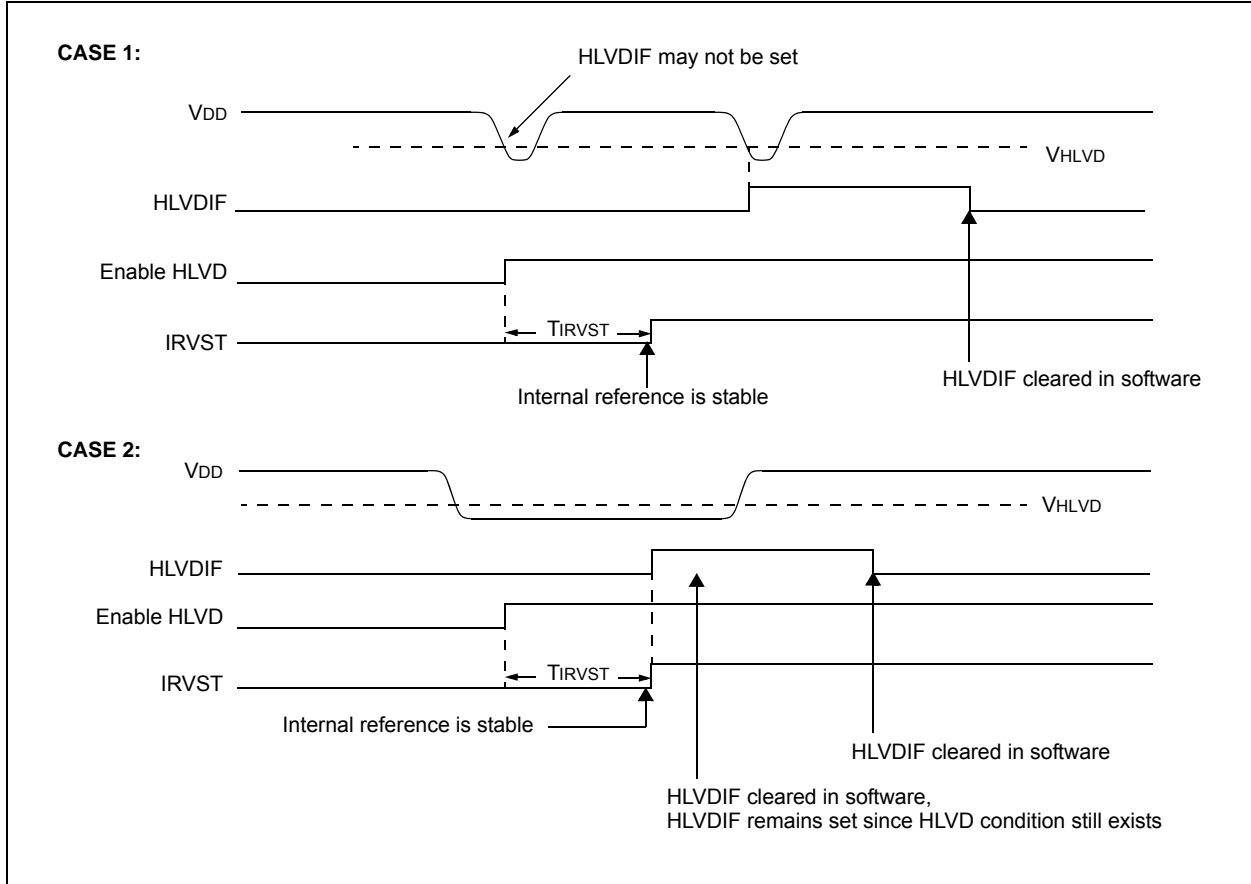 CASE 1:
HLVDIF may not be set
VDD
VHLVD
HLVDIF
Enable HLVD
TIRVST
IRVST
HLVDIF cleared in software
Internal reference is stable
CASE 2:
VDD
VHLVD
HLVDIF
Enable HLVD
TIRVST
IRVST
Internal reference is stable
HLVDIF cleared in software
HLVDIF cleared in software,
HLVDIF remains set since HLVD condition still exists